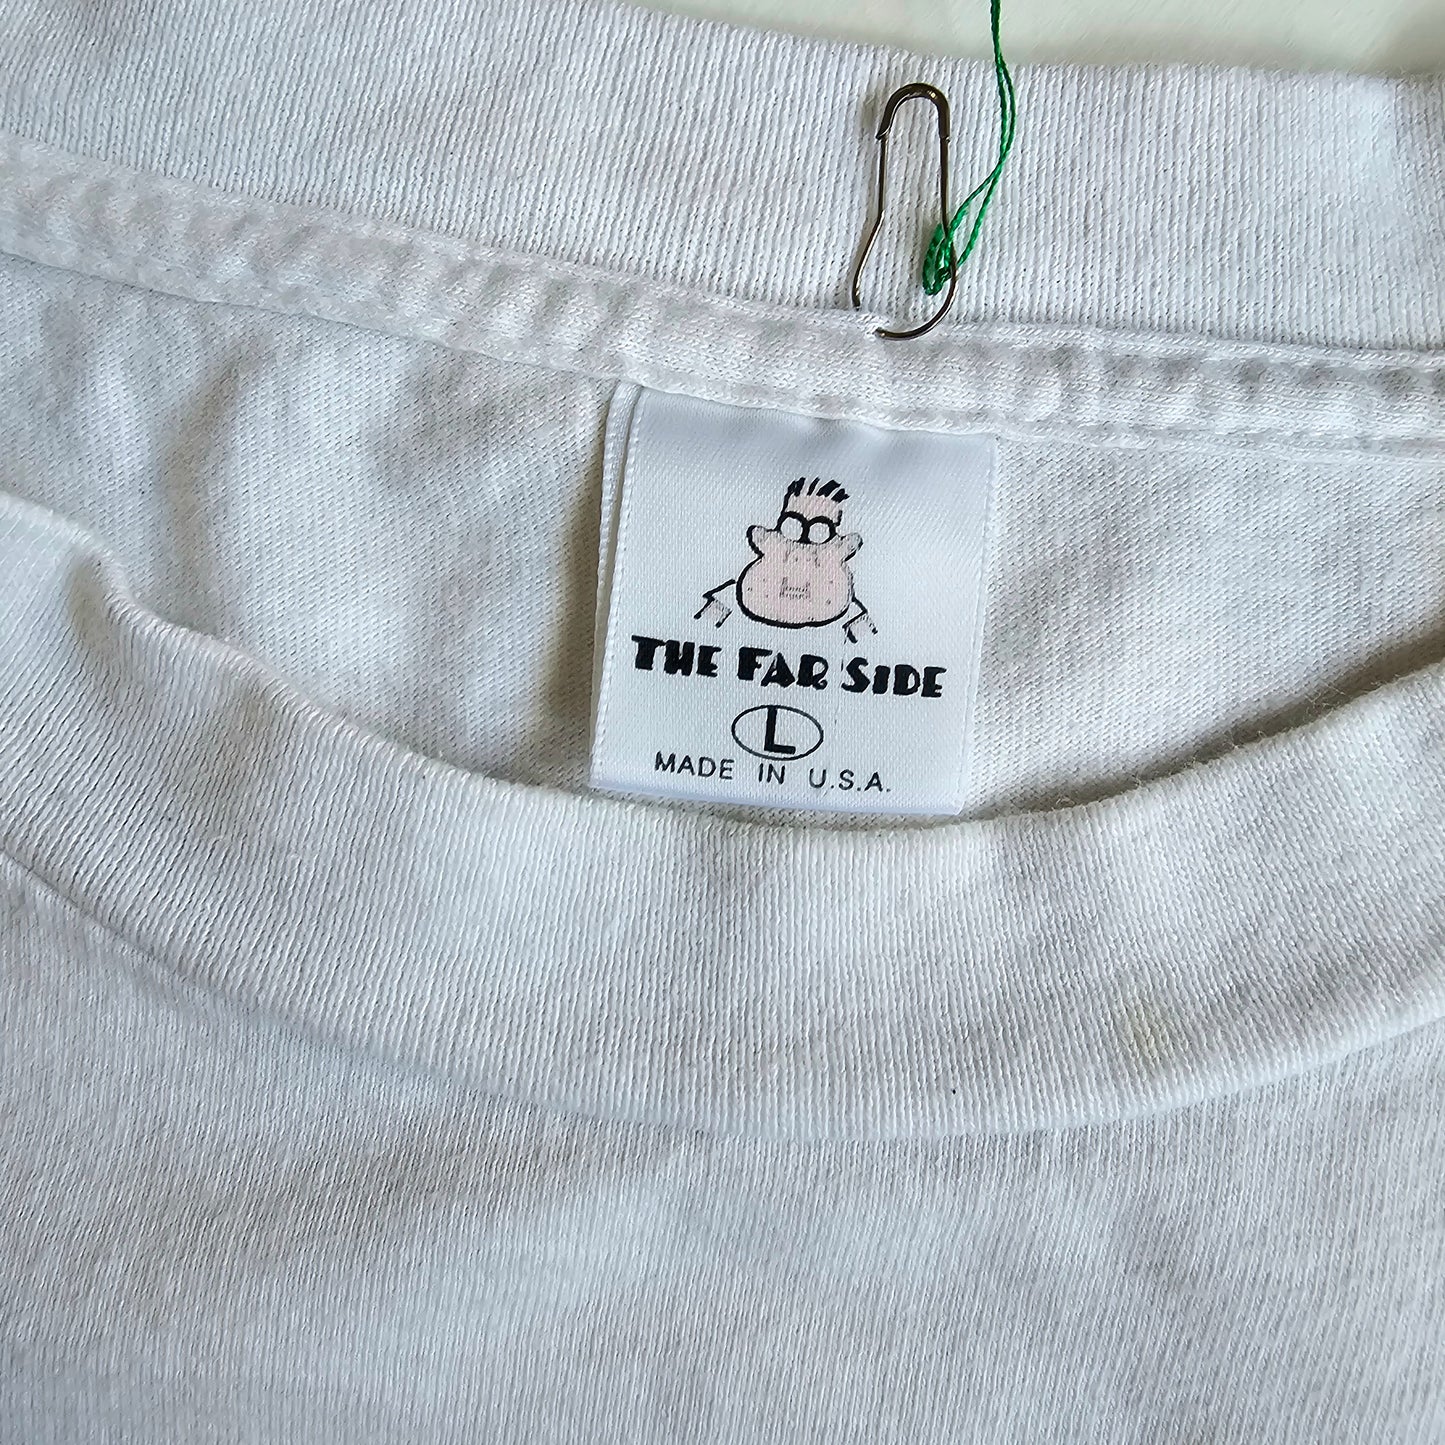 THE FAR SIDE
L
MADE IN U.S.A.